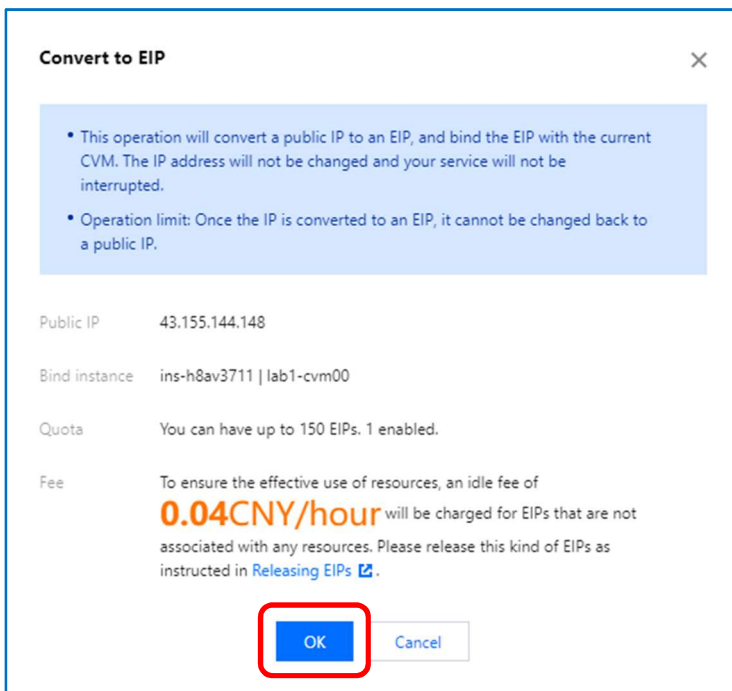 Convert to EIP
• This operation will convert a public IP to an EIP, and bind the EIP with the current
CVM. The IP address will not be changed and your service will not be
interrupted.
• Operation limit: Once the IP is converted to an EIP, it cannot be changed back to
a public IP.
Public IP 43.155.144.148
Bind instance ins-h8av3711 | lab1-cvm00
Quota You can have up to 150 EIPs. 1 enabled.
Fee To ensure the effective use of resources, an idle fee of
0.04CNY/hour will be charged for EIPs that are not
associated with any resources. Please release this kind of EIPs as
instructed in Releasing EIPs .
OK Cancel